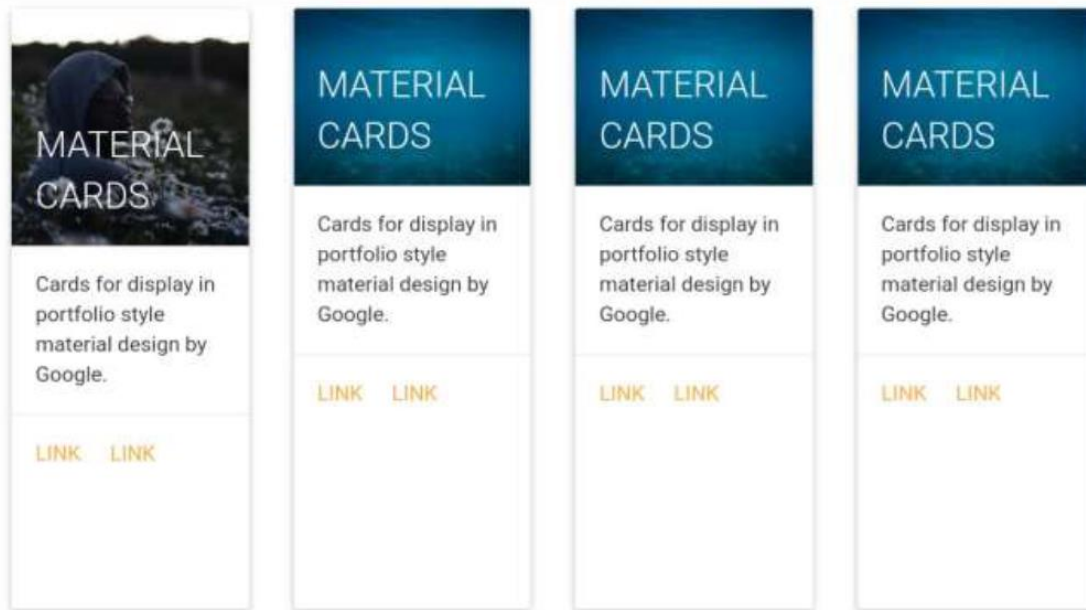 MATERIAL
CARDS
Cards for display in
portfolio style
material design by
Google.
LINK LINK
MATERIAL
CARDS
Cards for display in
portfolio style
material design by
Google.
LINK LINK
MATERIAL
CARDS
Cards for display in
portfolio style
material design by
Google.
LINK LINK
MATERIAL
CARDS
Cards for display in
portfolio style
material design by
Google.
LINK LINK